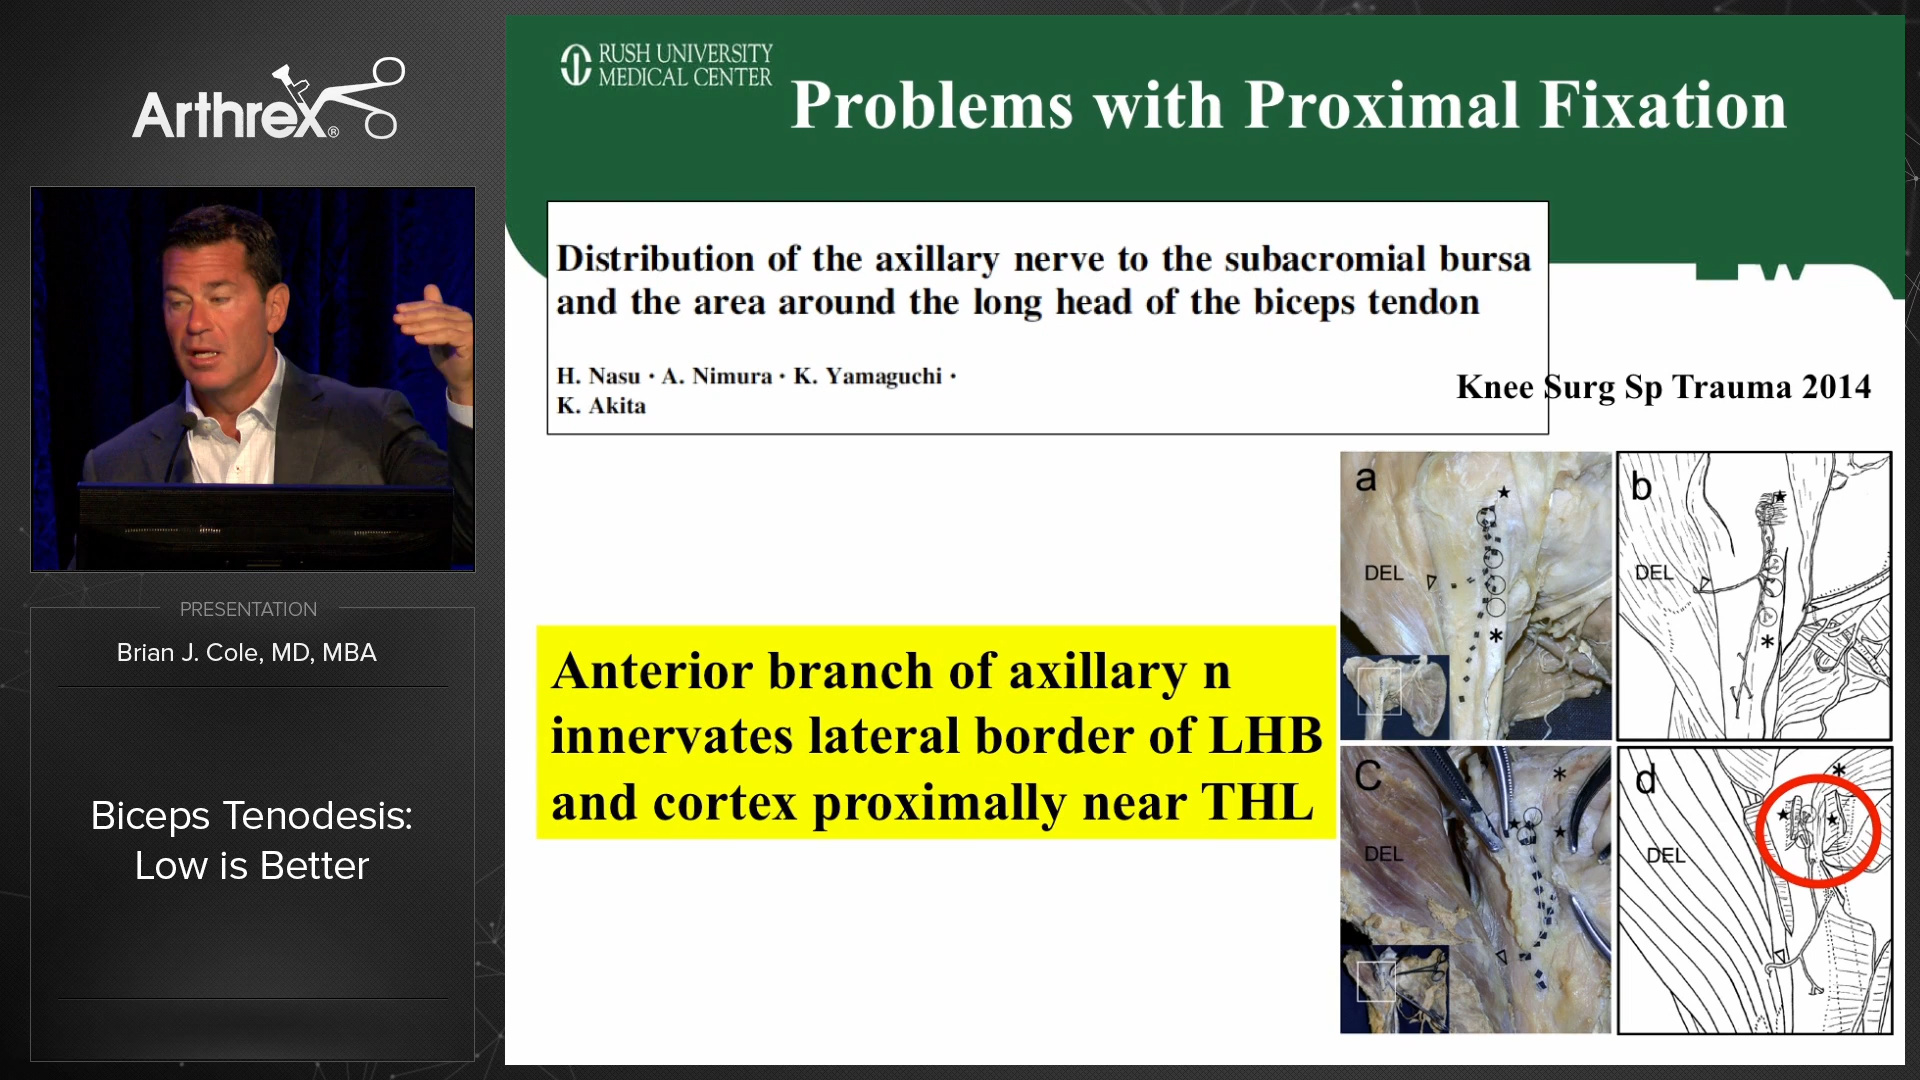 Arthrex®
PRESENTATION
Brian J. Cole, MD, MBA
Biceps Tenodesis:
Low is Better
RUSH UNIVERSITY
MEDICAL CENTER
Problems with Proximal Fixation
Distribution of the axillary nerve to the subacromial bursa
and the area around the long head of the biceps tendon
H. Nasu · A. Nimura · K. Yamaguchi ·
K. Akita
Knee Surg Sp Trauma 2014
Anterior branch of axillary n
innervates lateral border of LHB
and cortex proximally near THL
a
DEL
b
DEL
C
DEL
d
DEL